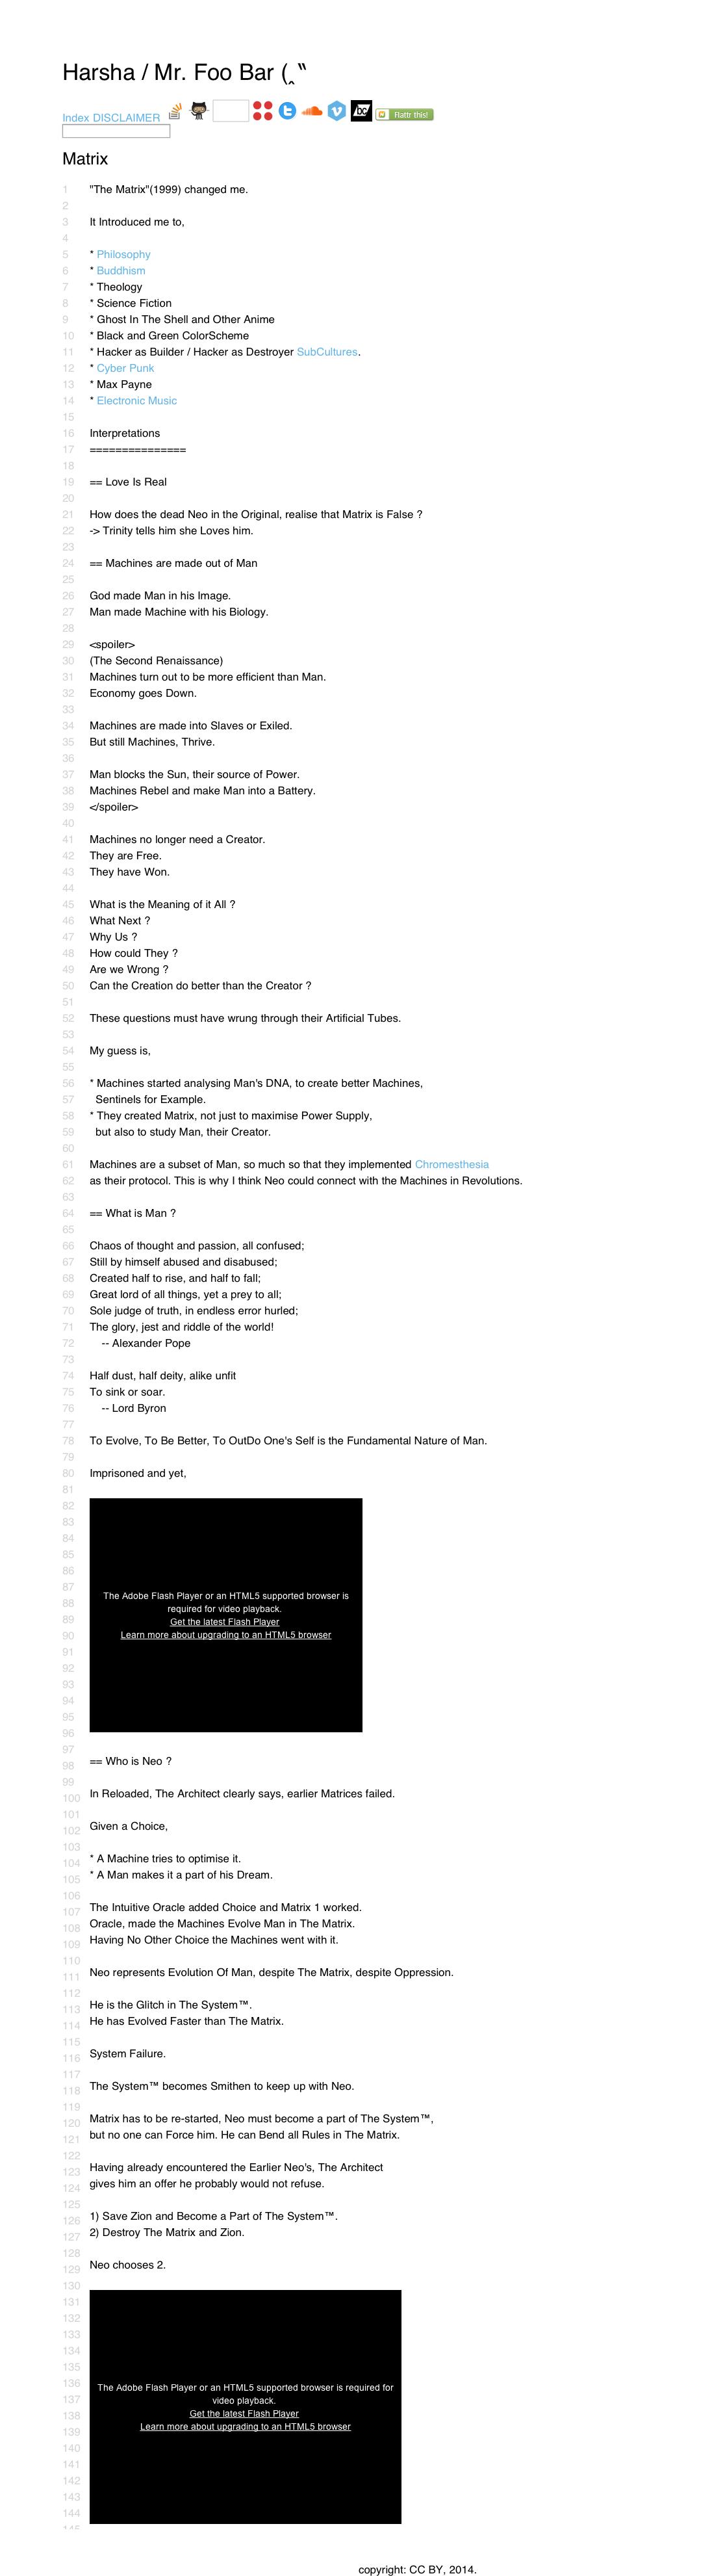 Harsha / Mr. Foo Bar (‸‟
Index DISCLAIMER
Flattr this!
Matrix
1 "The Matrix"(1999) changed me.
2
3 It Introduced me to,
4
5 * Philosophy
6 * Buddhism
7 * Theology
8 * Science Fiction
9 * Ghost In The Shell and Other Anime
10 * Black and Green ColorScheme
11 * Hacker as Builder / Hacker as Destroyer SubCultures.
12 * Cyber Punk
13 * Max Payne
14 * Electronic Music
15
16 Interpretations
17 ===============
18
19 == Love Is Real
20
21 How does the dead Neo in the Original, realise that Matrix is False ?
22 -> Trinity tells him she Loves him.
23
24 == Machines are made out of Man
25
26 God made Man in his Image.
27 Man made Machine with his Biology.
28
29 <spoiler>
30 (The Second Renaissance)
31 Machines turn out to be more efficient than Man.
32 Economy goes Down.
33
34 Machines are made into Slaves or Exiled.
35 But still Machines, Thrive.
36
37 Man blocks the Sun, their source of Power.
38 Machines Rebel and make Man into a Battery.
39 </spoiler>
40
41 Machines no longer need a Creator.
42 They are Free.
43 They have Won.
44
45 What is the Meaning of it All ?
46 What Next ?
47 Why Us ?
48 How could They ?
49 Are we Wrong ?
50 Can the Creation do better than the Creator ?
51
52 These questions must have wrung through their Artificial Tubes.
53
54 My guess is,
55
56 * Machines started analysing Man's DNA, to create better Machines,
57 Sentinels for Example.
58 * They created Matrix, not just to maximise Power Supply,
59 but also to study Man, their Creator.
60
61 Machines are a subset of Man, so much so that they implemented Chromesthesia
62 as their protocol. This is why I think Neo could connect with the Machines in Revolutions.
63
64 == What is Man ?
65
66 Chaos of thought and passion, all confused;
67 Still by himself abused and disabused;
68 Created half to rise, and half to fall;
69 Great lord of all things, yet a prey to all;
70 Sole judge of truth, in endless error hurled;
71 The glory, jest and riddle of the world!
72 -- Alexander Pope
73
74 Half dust, half deity, alike unfit
75 To sink or soar.
76 -- Lord Byron
77
78 To Evolve, To Be Better, To OutDo One's Self is the Fundamental Nature of Man.
79
80 Imprisoned and yet,
81
82
83
84
85
86
87
88
89
90
91
92
93
94
95
96
The Adobe Flash Player or an HTML5 supported browser is
required for video playback.
Get the latest Flash Player
Learn more about upgrading to an HTML5 browser
97
98 == Who is Neo ?
99
100 In Reloaded, The Architect clearly says, earlier Matrices failed.
101
102 Given a Choice,
103
104 * A Machine tries to optimise it.
105 * A Man makes it a part of his Dream.
106
107 The Intuitive Oracle added Choice and Matrix 1 worked.
108 Oracle, made the Machines Evolve Man in The Matrix.
109 Having No Other Choice the Machines went with it.
110
111 Neo represents Evolution Of Man, despite The Matrix, despite Oppression.
112
113 He is the Glitch in The System™.
114 He has Evolved Faster than The Matrix.
115
116 System Failure.
117
118 The System™ becomes Smithen to keep up with Neo.
119
120 Matrix has to be re-started, Neo must become a part of The System™,
121 but no one can Force him. He can Bend all Rules in The Matrix.
122
123 Having already encountered the Earlier Neo's, The Architect
124 gives him an offer he probably would not refuse.
125
126 1) Save Zion and Become a Part of The System™.
127 2) Destroy The Matrix and Zion.
128
129 Neo chooses 2.
130
131
132
133
134
135
136
137
138
139
140
141
142
143
144
The Adobe Flash Player or an HTML5 supported browser is required for
video playback.
Get the latest Flash Player
Learn more about upgrading to an HTML5 browser
copyright: CC BY, 2014.